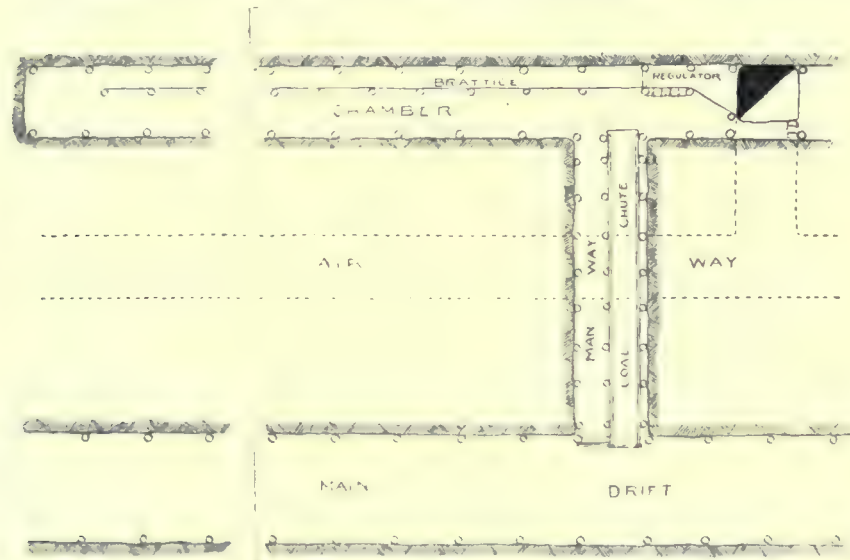 BRATTICE
REGULATOR
CHAMBER
AIR WAY
MAN WAY
COAL CHUTE
MAIN DRIFT